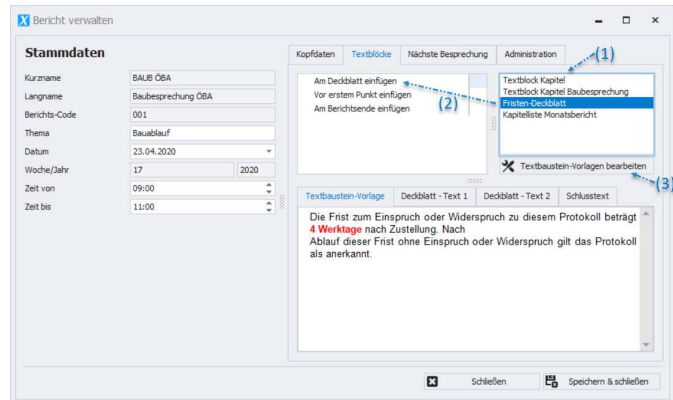 Bericht verwalten
Stammdaten
Kurzname BAUB ÖBA
Langname Baubesprechung ÖBA
Berichts-Code 001
Thema Bauablauf
Datum 23.04.2020
Woche/Jahr 17 2020
Zeit von 09:00
Zeit bis 11:00
Kopfdaten Textblöcke Nächste Besprechung Administration
(1)
Am Deckblatt einfügen
Vor erstem Punkt einfügen
Am Berichtsende einfügen
(2)
Textblock Kapitel
Textblock Kapitel Baubesprechung
Fristen-Deckblatt
Kapitelliste Monatsbericht
Textbaustein-Vorlagen bearbeiten
(3)
Textbaustein-Vorlage Deckblatt - Text 1 Deckblatt - Text 2 Schlusstext
Die Frist zum Einspruch oder Widerspruch zu diesem Protokoll beträgt
4 Werktage nach Zustellung. Nach
Ablauf dieser Frist ohne Einspruch oder Widerspruch gilt das Protokoll
als anerkannt.
Schließen Speichern & schließen